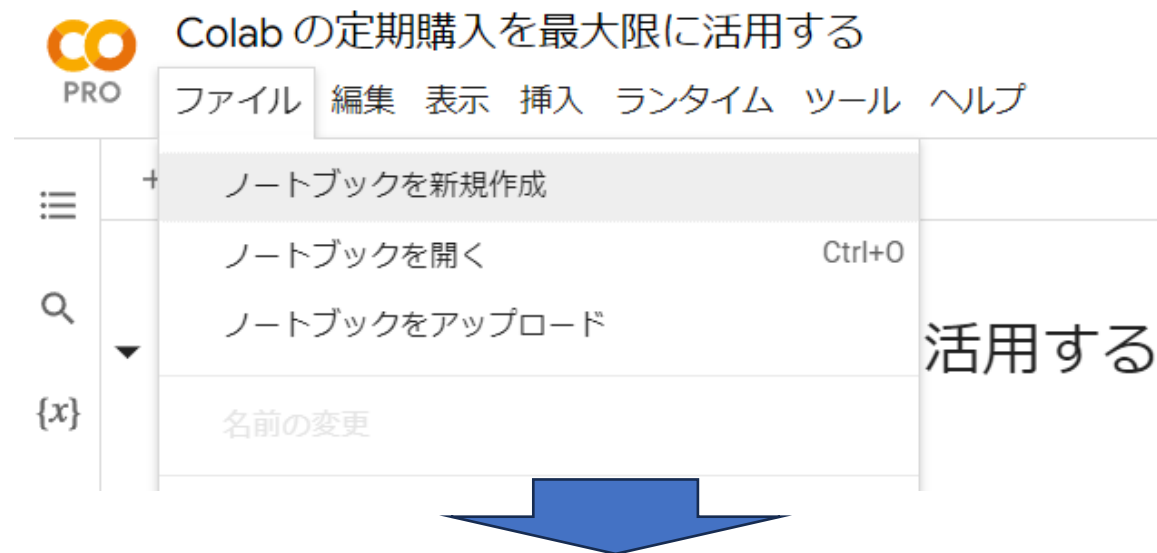 Colab の定期購入を最大限に活用する
PRO
ファイル 編集 表示 挿入 ランタイム ツール ヘルプ
+
ノートブックを新規作成
ノートブックを開く Ctrl+O
ノートブックをアップロード
活用する
{x}
名前の変更